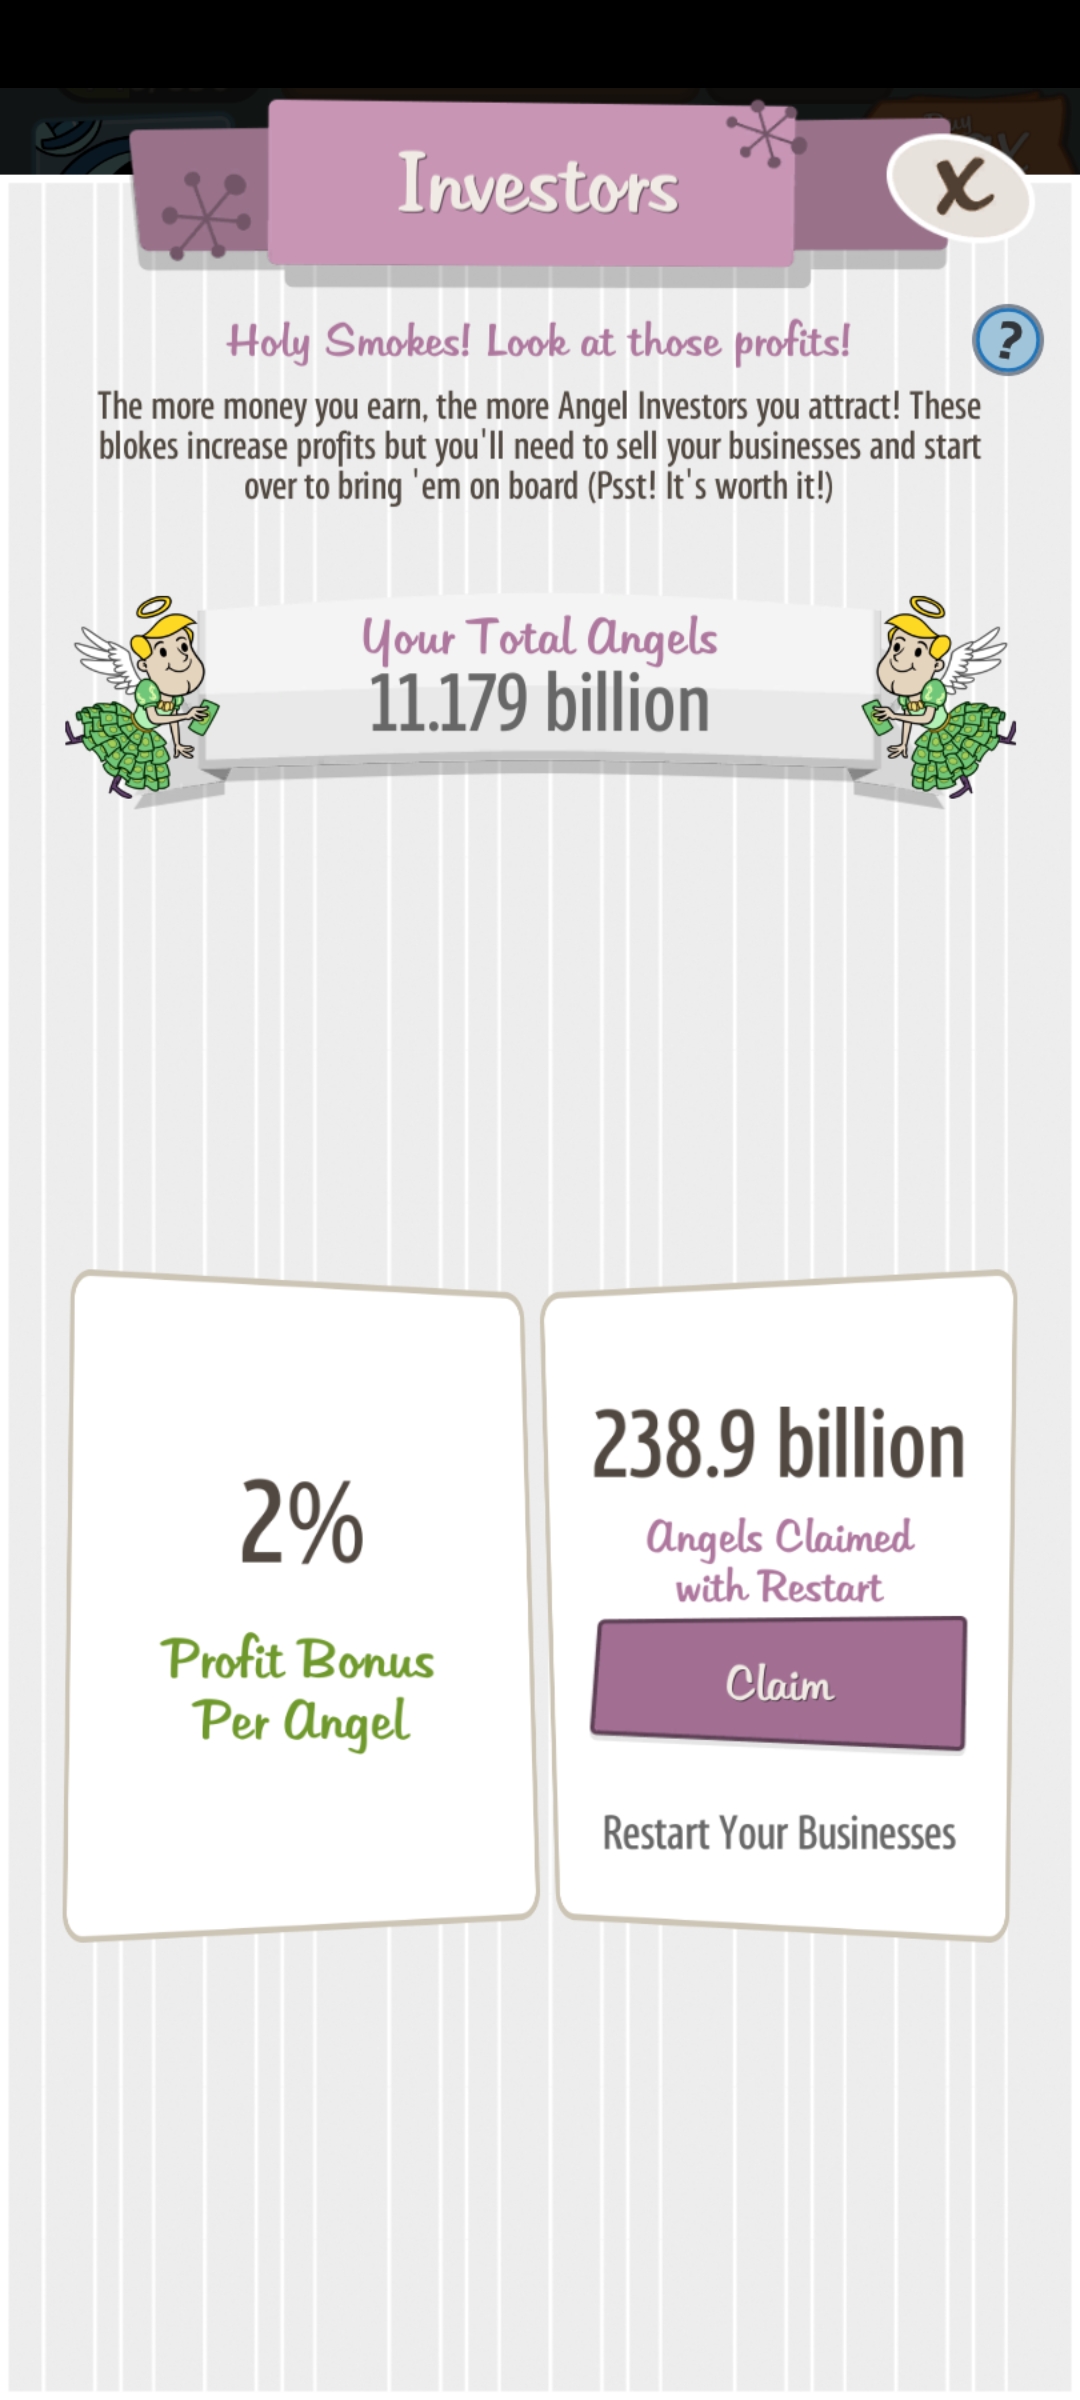 Investors
X
Holy Smokes! Look at those profits!
?
The more money you earn, the more Angel Investors you attract! These
blokes increase profits but you'll need to sell your businesses and start
over to bring 'em on board (Psst! It's worth it!)
Your Total Angels
11.179 billion
2%
Profit Bonus
Per Angel
238.9 billion
Angels Claimed
with Restart
Claim
Restart Your Businesses